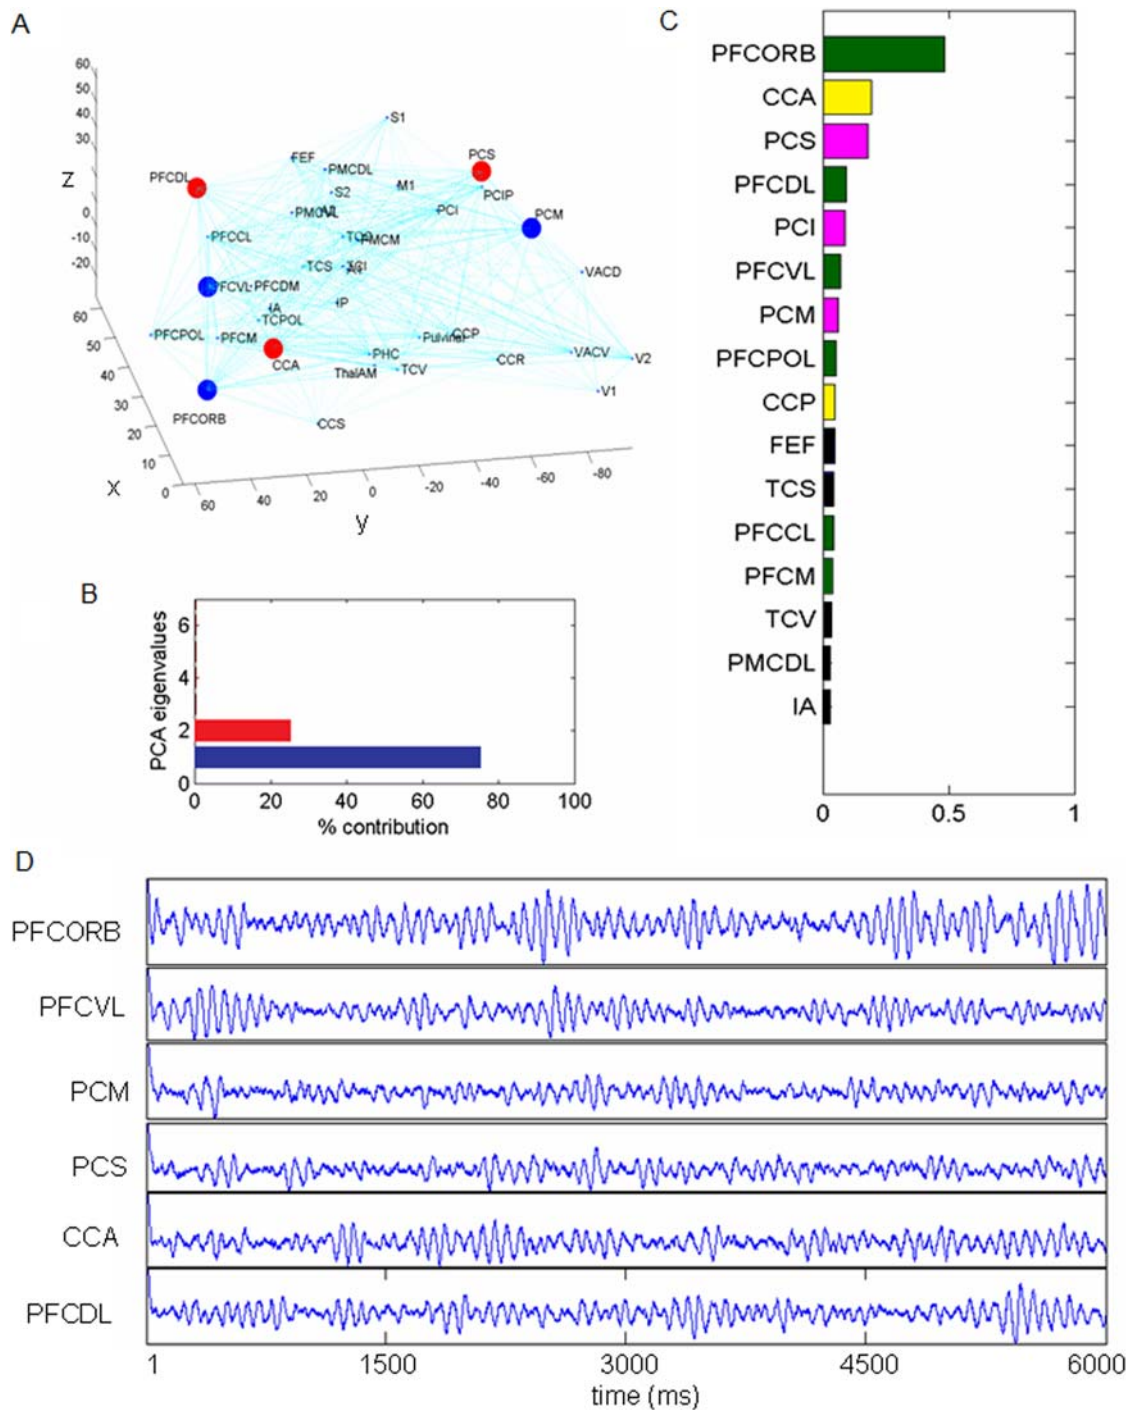 A
60
50
40
30
z
10
0
-10
-20
60
50
40
30
20
10
0
x
60
40
20
0
-20
-40
-60
-80
y
S1
FEF
PMCDL
PCS
PFCDL
S2
M1
PCIP
PCI
PCM
PFCCL
PMCM
TCS
VACD
PFCVL
PFCDM
IA
IP
TCPOL
PFCPOL
PFCM
Pulvinar
CCP
CCA
PHC
CCR
VACV
V2
ThalAM
TCV
V1
PFCORB
CCS
B
PCA eigenvalues
6
4
2
0
0 20 40 60 80 100
% contribution
C
PFCORB
CCA
PCS
PFCDL
PCI
PFCVL
PCM
PFCPOL
CCP
FEF
TCS
PFCCL
PFCM
TCV
PMCDL
IA
0 0.5 1
D
PFCORB
PFCVL
PCM
PCS
CCA
PFCDL
1 1500 3000 4500 6000
time (ms)